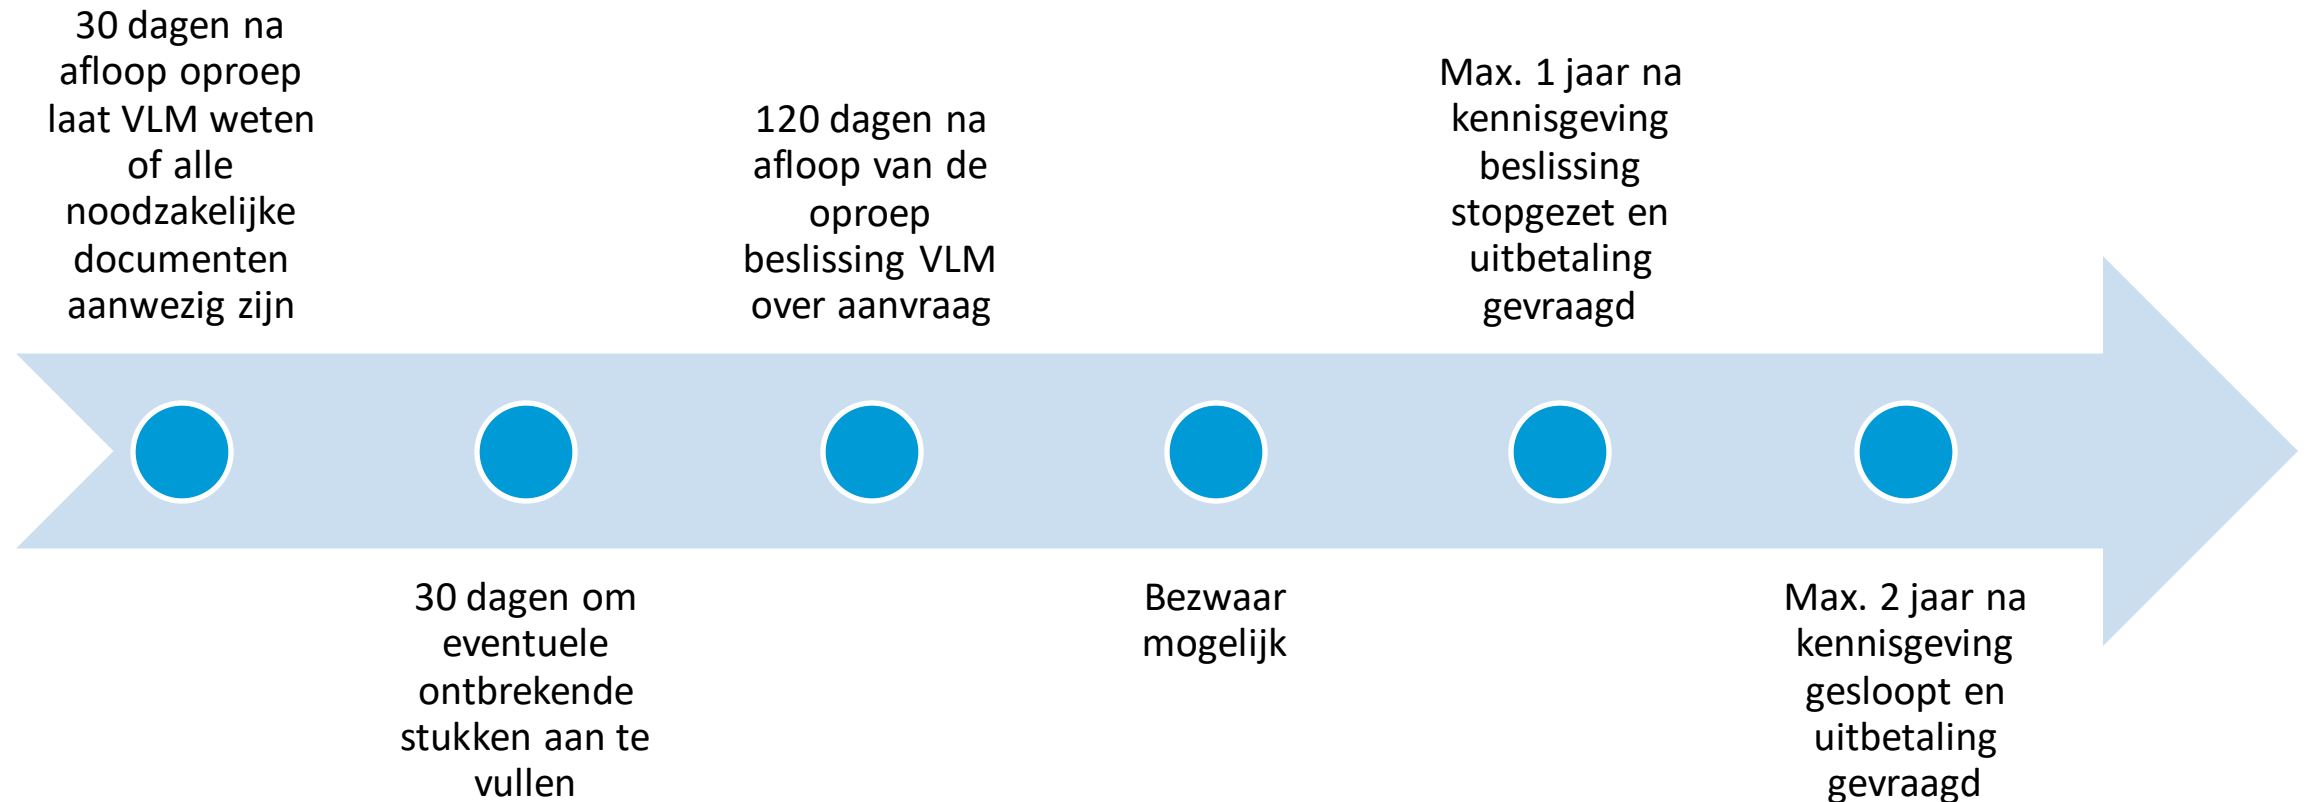 30 dagen na
afloop oproep
laat VLM weten
of alle
noodzakelijke
documenten
aanwezig zijn
30 dagen om
eventuele
ontbrekende
stukken aan te
vullen
120 dagen na
afloop van de
oproep
beslissing VLM
over aanvraag
Bezwaar
mogelijk
Max. 1 jaar na
kennisgeving
beslissing
stopgezet en
uitbetaling
gevraagd
Max. 2 jaar na
kennisgeving
gesloopt en
uitbetaling
gevraagd